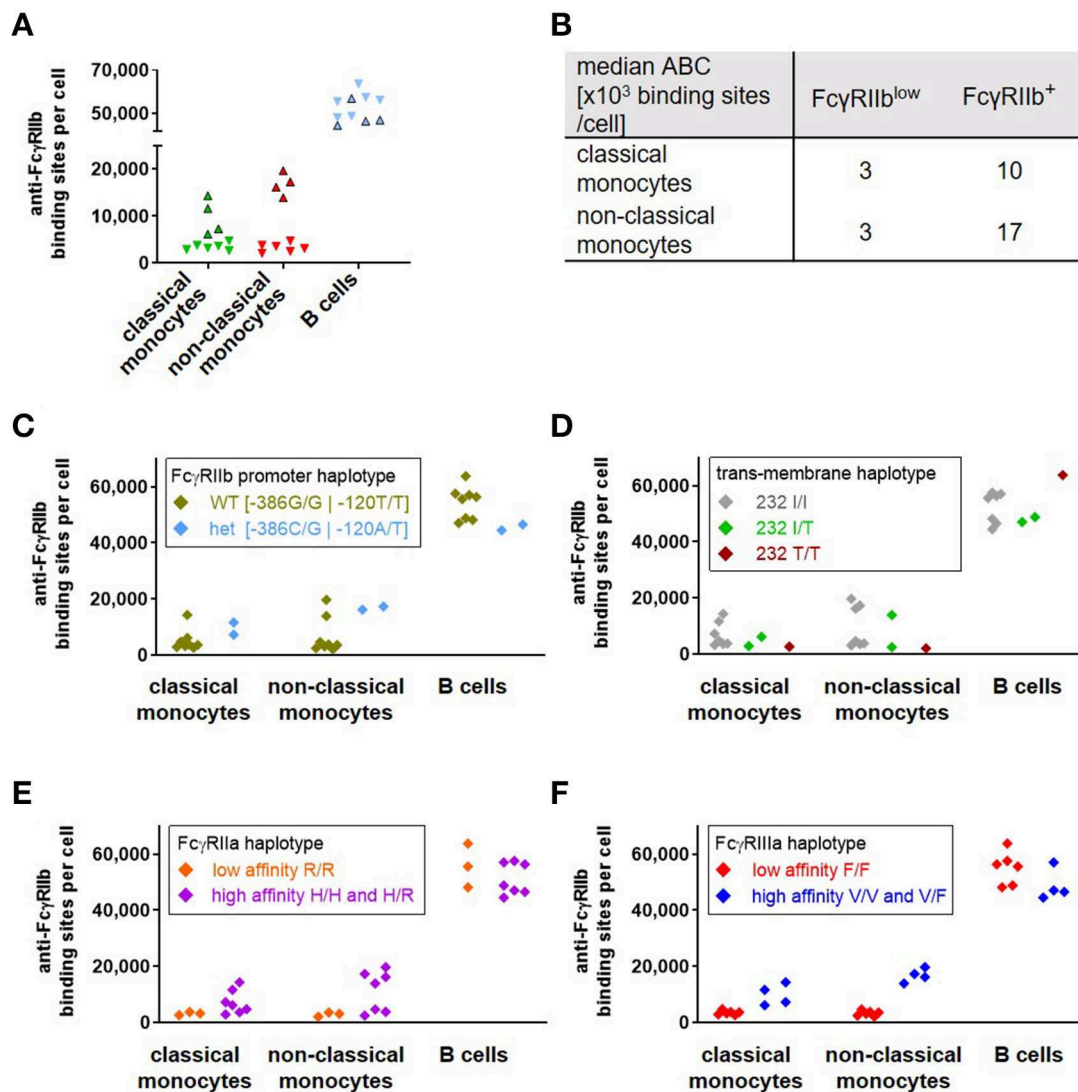 A
anti-FcγRIIb
binding sites per cell
70,000
50,000
20,000
10,000
0
classical
monocytes
non-classical
monocytes
B cells
B
median ABC
[x10³ binding sites
/cell]
FcγRIIb^low
FcγRIIb⁺
classical
monocytes
3
10
non-classical
monocytes
3
17
C
anti-FcγRIIb
binding sites per cell
60,000
40,000
20,000
0
FcγRIIb promoter haplotype
WT [-386G/G | -120T/T]
het [-386C/G | -120A/T]
classical
monocytes
non-classical
monocytes
B cells
D
anti-FcγRIIb
binding sites per cell
60,000
40,000
20,000
0
trans-membrane haplotype
232 I/I
232 I/T
232 T/T
classical
monocytes
non-classical
monocytes
B cells
E
anti-FcγRIIb
binding sites per cell
60,000
40,000
20,000
0
FcγRIIa haplotype
low affinity R/R
high affinity H/H and H/R
classical
monocytes
non-classical
monocytes
B cells
F
anti-FcγRIIb
binding sites per cell
60,000
40,000
20,000
0
FcγRIIIa haplotype
low affinity F/F
high affinity V/V and V/F
classical
monocytes
non-classical
monocytes
B cells